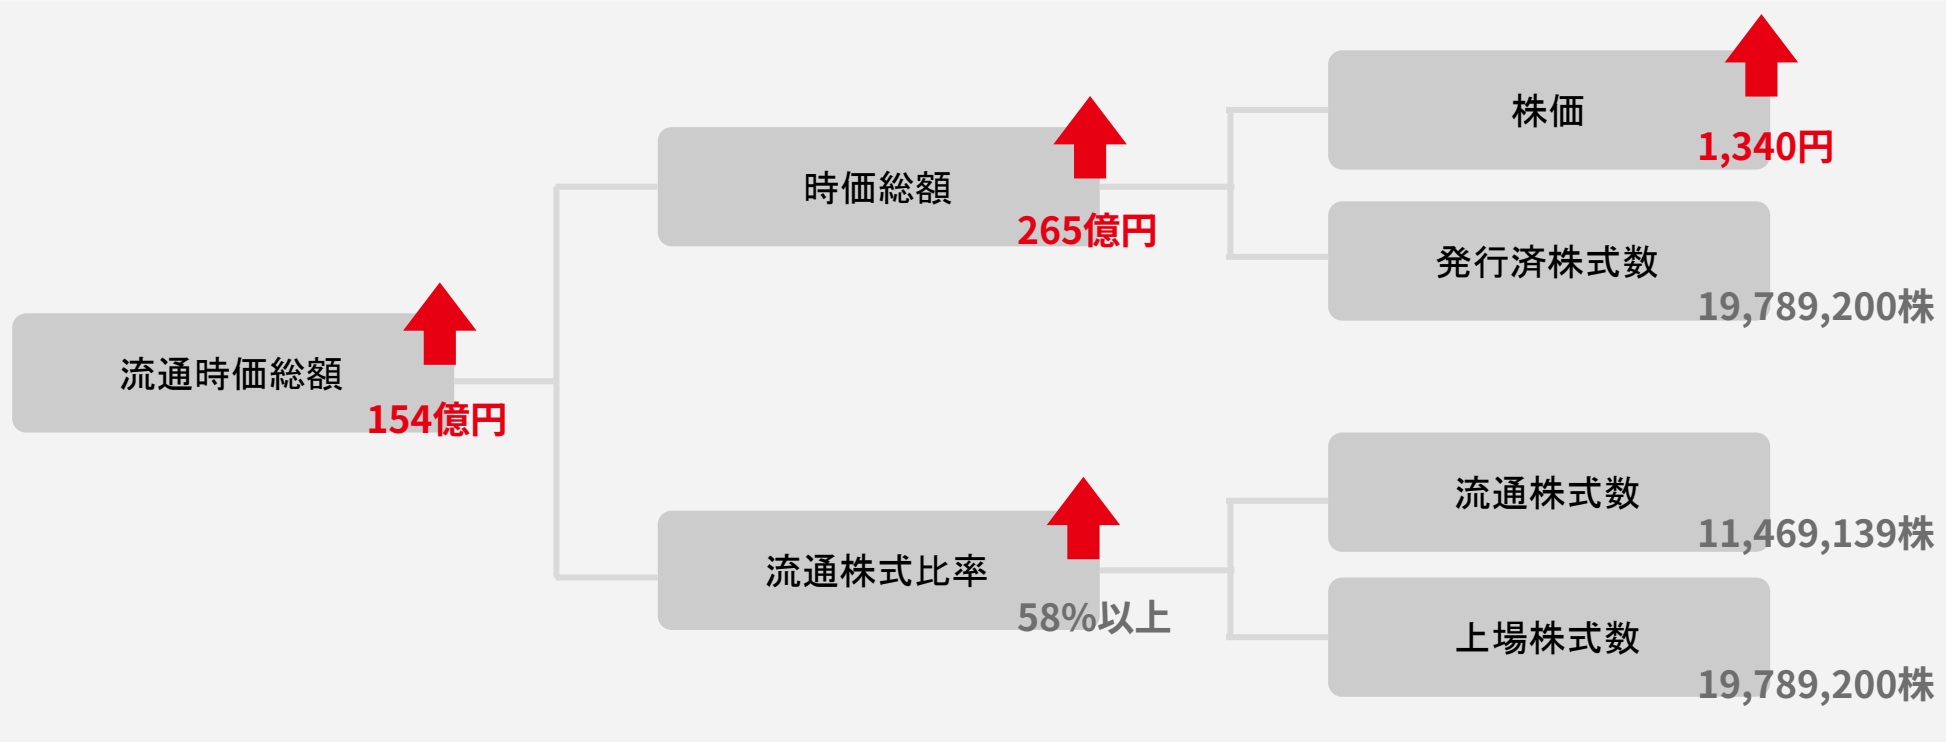 流通時価総額
154億円
時価総額
265億円
株価
1,340円
発行済株式数
19,789,200株
流通株式比率
58%以上
流通株式数
11,469,139株
上場株式数
19,789,200株